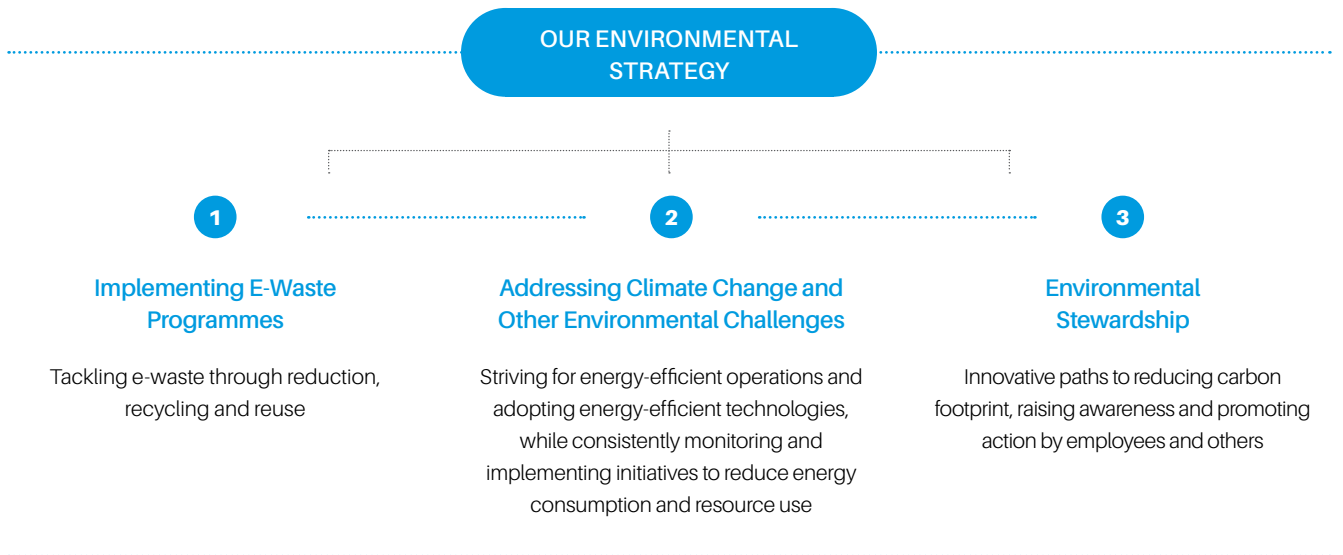 OUR ENVIRONMENTAL
STRATEGY
1
Implementing E-Waste
Programmes
Tackling e-waste through reduction,
recycling and reuse
2
Addressing Climate Change and
Other Environmental Challenges
Striving for energy-efficient operations and
adopting energy-efficient technologies,
while consistently monitoring and
implementing initiatives to reduce energy
consumption and resource use
3
Environmental
Stewardship
Innovative paths to reducing carbon
footprint, raising awareness and promoting
action by employees and others